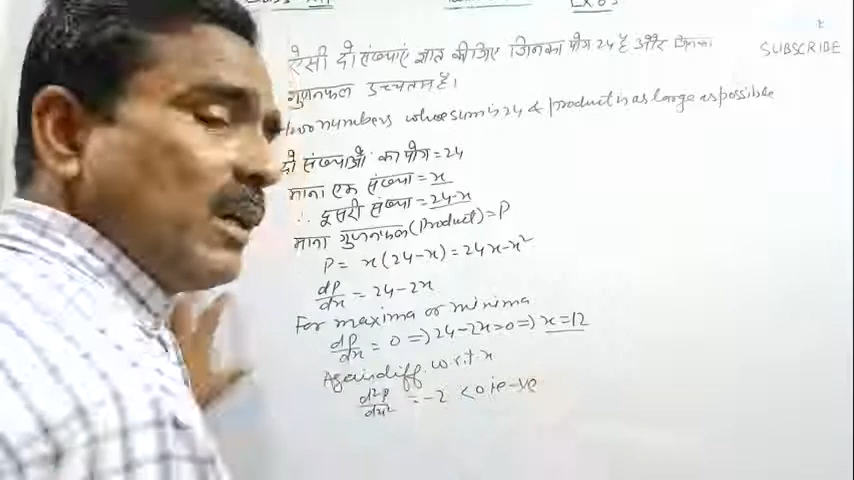 SUBSCRIBE
ऐसी दो संख्याएं ज्ञात कीजिए जिनका योग 24 है और जिनका
गुणनफल उच्चतम है।
two numbers whose sum is 24 & product is as large as possible
दो संख्याओं का योग = 24
माना एक संख्या = x
∴ दूसरी संख्या = 24-x
माना गुणनफल (Product) = P
P = x(24-x) = 24x-x²
dP/dx = 24-2x
For maxima or minima
dP/dx = 0 => 24-2x=0 => x=12
Again diff. w.r.t x
d²P/dx² = -2 <0 ie -ve